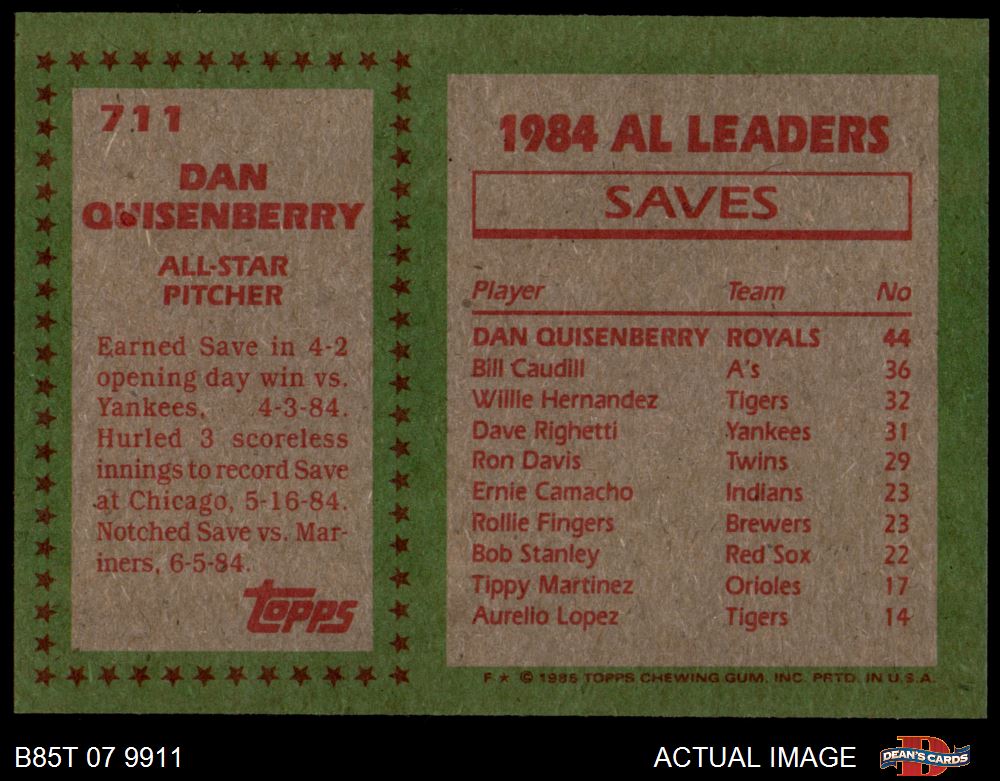 711
DAN
QUISENBERRY
ALL-STAR
PITCHER
Earned Save in 4-2
opening day win vs.
Yankees, 4-3-84.
Hurled 3 scoreless
innings to record Save
at Chicago, 5-16-84.
Notched Save vs. Mar-
iners, 6-5-84.
TOPPS
1984 AL LEADERS
SAVES
Player Team No
DAN QUISENBERRY ROYALS 44
Bill Caudill A's 36
Willie Hernandez Tigers 32
Dave Righetti Yankees 31
Ron Davis Twins 29
Ernie Camacho Indians 23
Rollie Fingers Brewers 23
Bob Stanley Red Sox 22
Tippy Martinez Orioles 17
Aurelio Lopez Tigers 14
F ★ © 1985 TOPPS CHEWING GUM, INC. PRTD. IN U.S.A.
B85T 07 9911 ACTUAL IMAGE DEAN'S CARDS